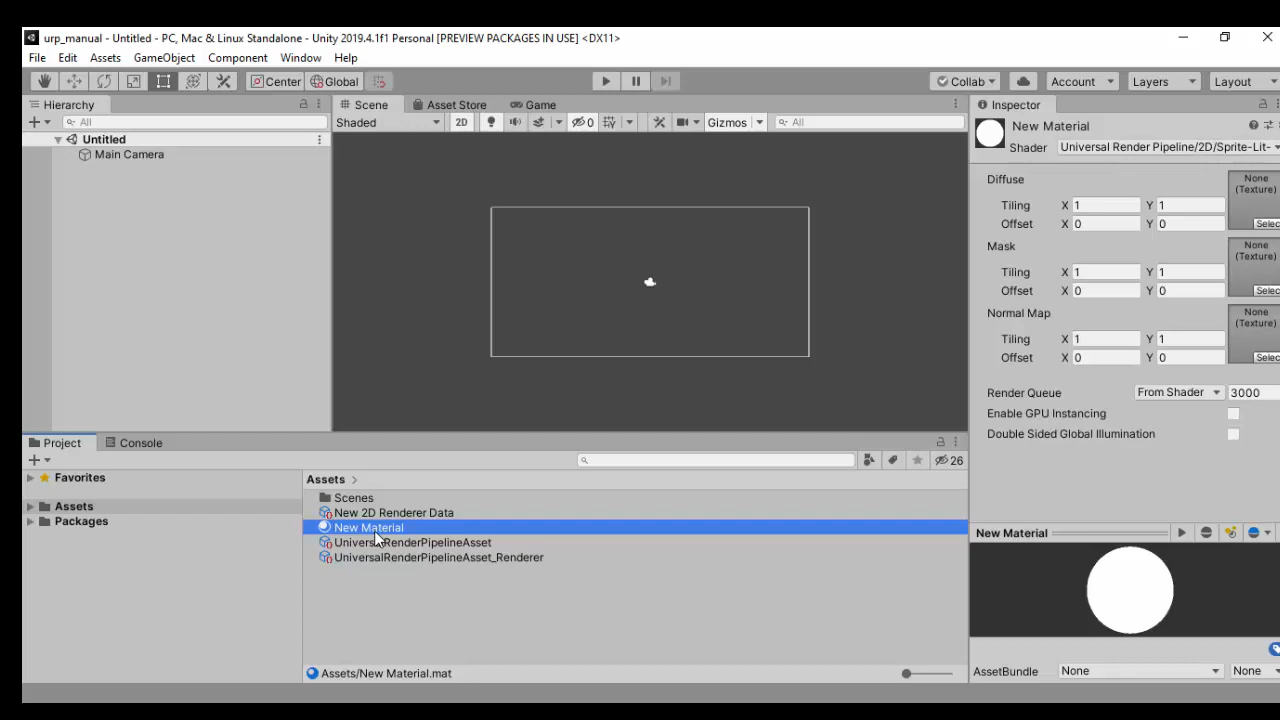 urp_manual - Untitled - PC, Mac & Linux Standalone - Unity 2019.4.1f1 Personal [PREVIEW PACKAGES IN USE] <DX11>
File Edit Assets GameObject Component Window Help
Center Global Collab Account Layers Layout
Hierarchy
All
Untitled
Main Camera
Scene Asset Store Game
Shaded 2D 0 Gizmos All
Inspector
New Material
Shader Universal Render Pipeline/2D/Sprite-Lit-
Diffuse None
(Texture)
Tiling X 1 Y 1
Offset X 0 Y 0 Selec
Mask None
(Texture)
Tiling X 1 Y 1
Offset X 0 Y 0 Selec
Normal Map None
(Texture)
Tiling X 1 Y 1
Offset X 0 Y 0 Selec
Render Queue From Shader 3000
Enable GPU Instancing
Double Sided Global Illumination
Project Console
26
Favorites
Assets
Packages
Assets
Scenes
New 2D Renderer Data
New Material
UniversalRenderPipelineAsset
UniversalRenderPipelineAsset_Renderer
Assets/New Material.mat
New Material
AssetBundle None None